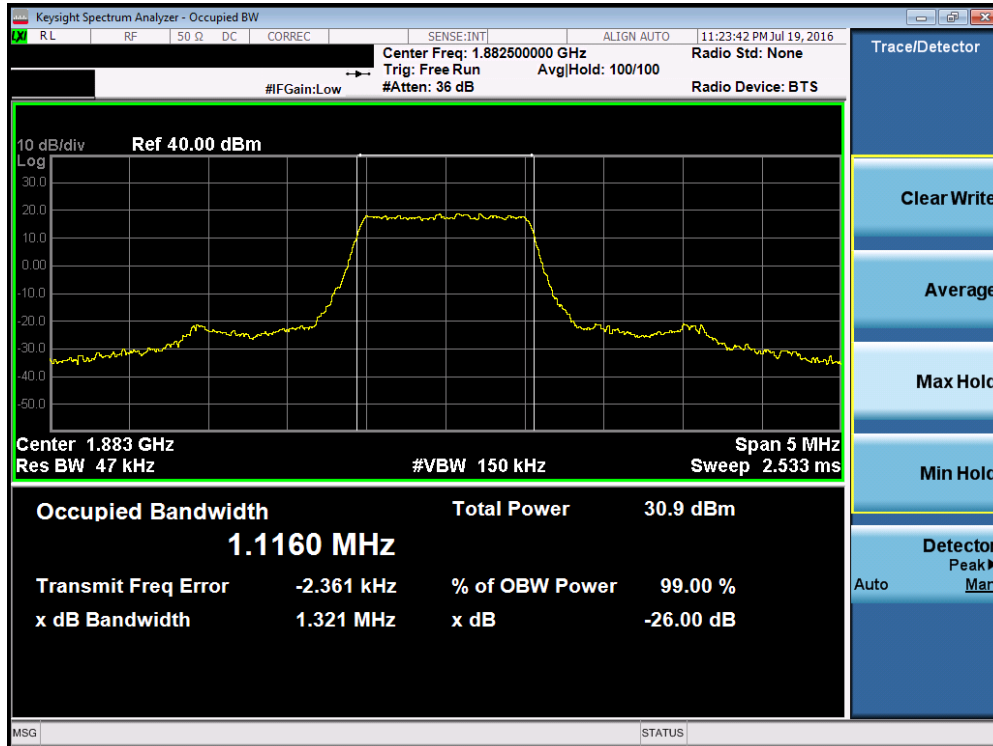 Keysight Spectrum Analyzer - Occupied BW
LXI RL RF 50 Ω DC CORREC SENSE:INT ALIGN AUTO 11:23:42 PM Jul 19, 2016
Center Freq: 1.882500000 GHz Radio Std: None
Trig: Free Run Avg|Hold: 100/100
#IFGain:Low #Atten: 36 dB Radio Device: BTS
10 dB/div Ref 40.00 dBm
Log
30.0
20.0
10.0
0.00
-10.0
-20.0
-30.0
-40.0
-50.0
Center 1.883 GHz Span 5 MHz
Res BW 47 kHz #VBW 150 kHz Sweep 2.533 ms
Occupied Bandwidth Total Power 30.9 dBm
1.1160 MHz
Transmit Freq Error -2.361 kHz % of OBW Power 99.00 %
x dB Bandwidth 1.321 MHz x dB -26.00 dB
MSG STATUS
Trace/Detector
Clear Write
Average
Max Hold
Min Hold
Detector
Peak
Auto Man